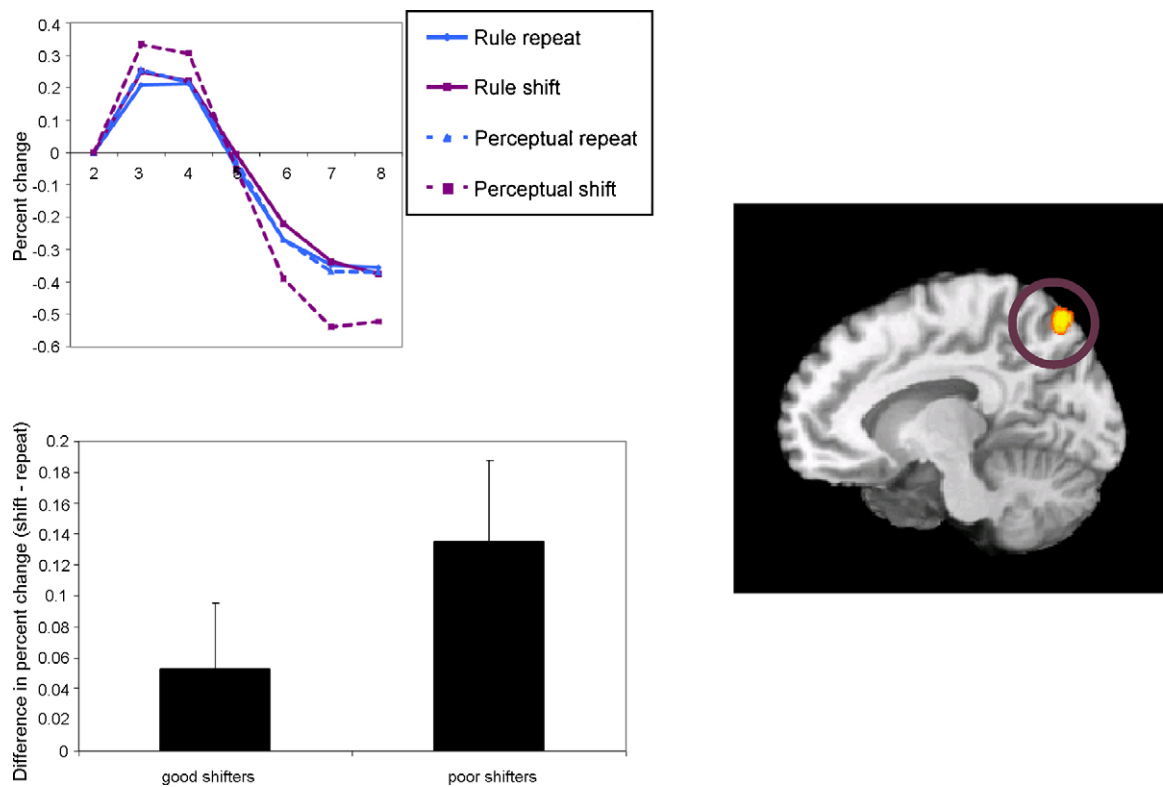 0.4
0.3
0.2
0.1
0
-0.1
-0.2
-0.3
-0.4
-0.5
-0.6
Percent change
2 3 4 5 6 7 8
Rule repeat
Rule shift
Perceptual repeat
Perceptual shift
0.2
0.18
0.16
0.14
0.12
0.1
0.08
0.06
0.04
0.02
0
Difference in percent change (shift - repeat)
good shifters poor shifters